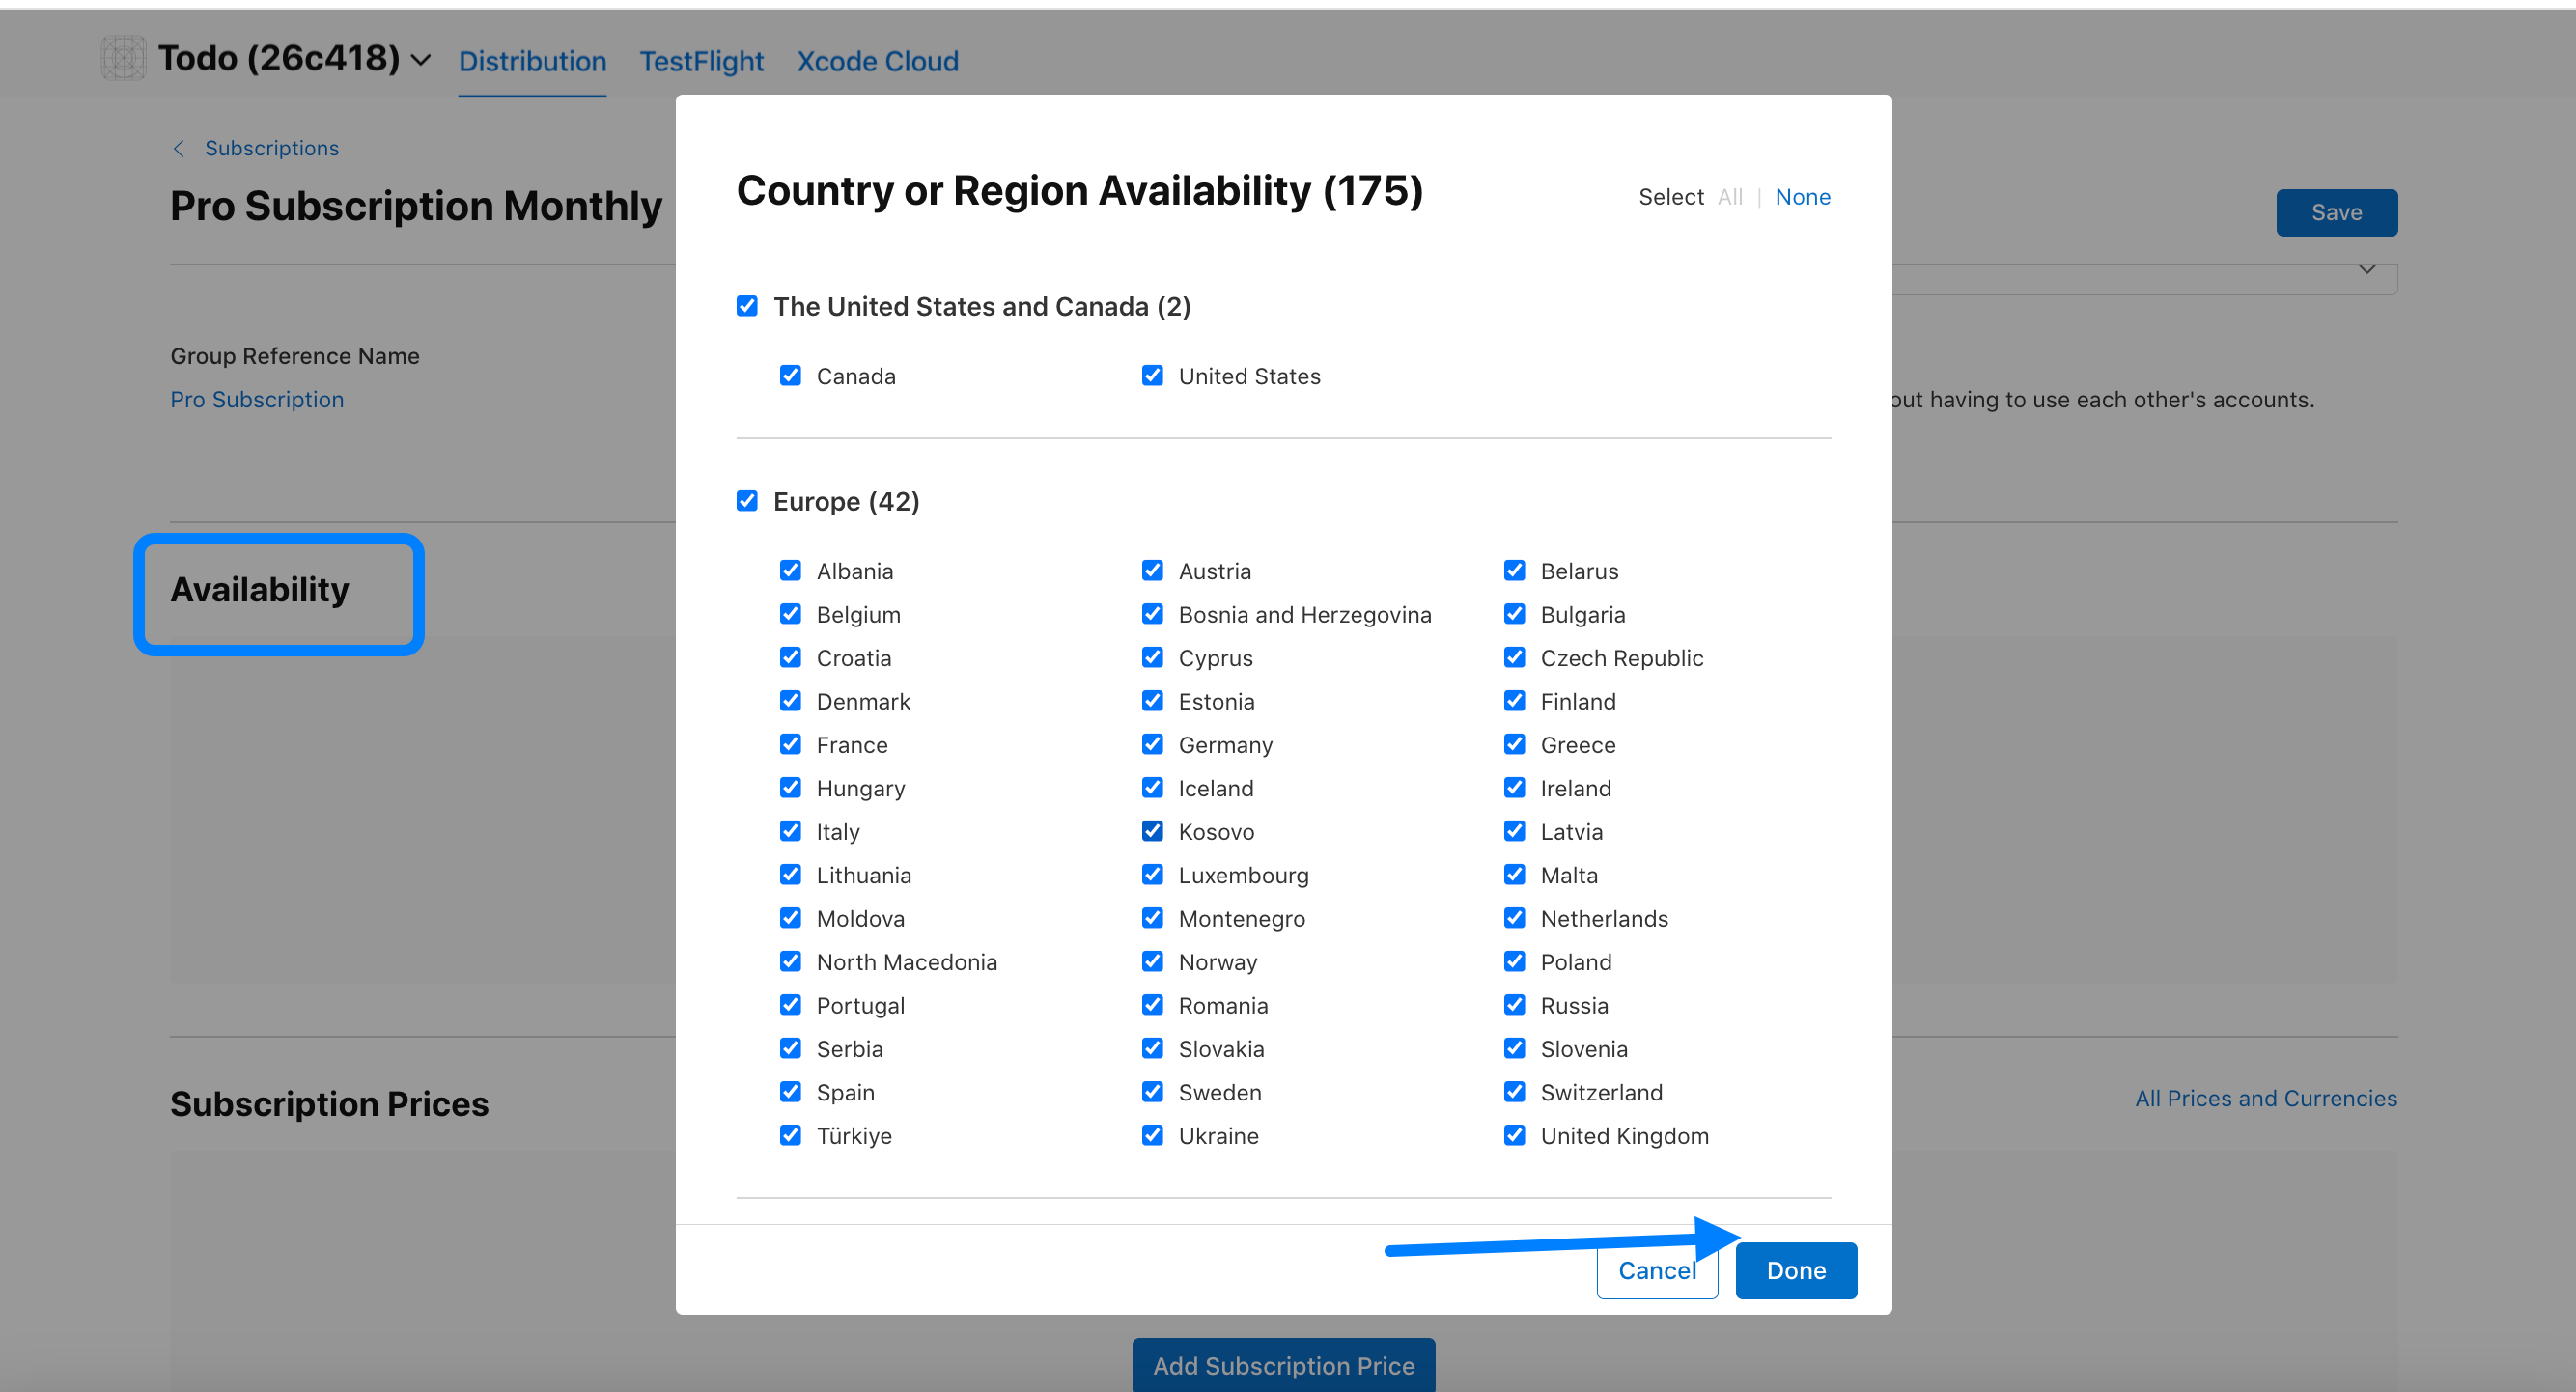 Todo (26c418) Distribution TestFlight Xcode Cloud
Subscriptions
Pro Subscription Monthly
Save
Group Reference Name
Pro Subscription
out having to use each other's accounts.
Availability
Subscription Prices
All Prices and Currencies
Add Subscription Price
Country or Region Availability (175)
Select All | None
The United States and Canada (2)
Canada United States
Europe (42)
Albania Austria Belarus
Belgium Bosnia and Herzegovina Bulgaria
Croatia Cyprus Czech Republic
Denmark Estonia Finland
France Germany Greece
Hungary Iceland Ireland
Italy Kosovo Latvia
Lithuania Luxembourg Malta
Moldova Montenegro Netherlands
North Macedonia Norway Poland
Portugal Romania Russia
Serbia Slovakia Slovenia
Spain Sweden Switzerland
Türkiye Ukraine United Kingdom
Cancel Done